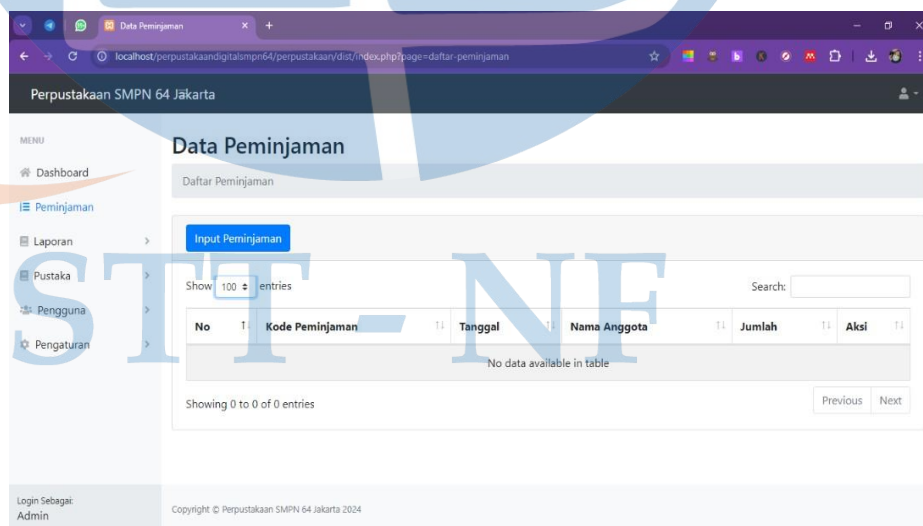 Data Peminjaman
localhost/perpustakaandigitalsmpn64/perpustakaan/dist/index.php?page=daftar-peminjaman
Perpustakaan SMPN 64 Jakarta
MENU
Dashboard
Peminjaman
Laporan
Pustaka
Pengguna
Pengaturan
Login Sebagai:
Admin
Data Peminjaman
Daftar Peminjaman
Input Peminjaman
Show 100 entries
Search:
No Kode Peminjaman Tanggal Nama Anggota Jumlah Aksi
No data available in table
Showing 0 to 0 of 0 entries
Previous Next
Copyright © Perpustakaan SMPN 64 Jakarta 2024
STT - NF